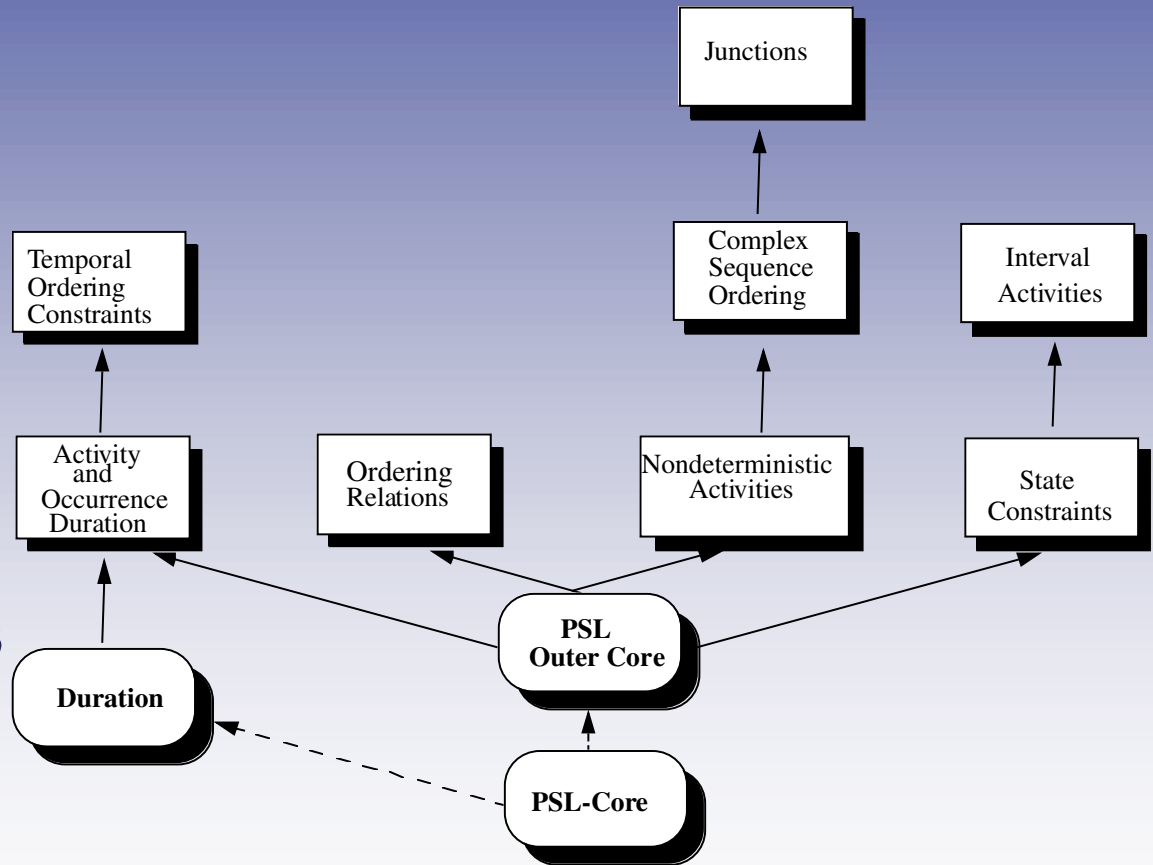 Junctions
Temporal
Ordering
Constraints
Complex
Sequence
Ordering
Interval
Activities
Activity
and
Occurrence
Duration
Ordering
Relations
Nondeterministic
Activities
State
Constraints
PSL
Outer Core
Duration
PSL-Core